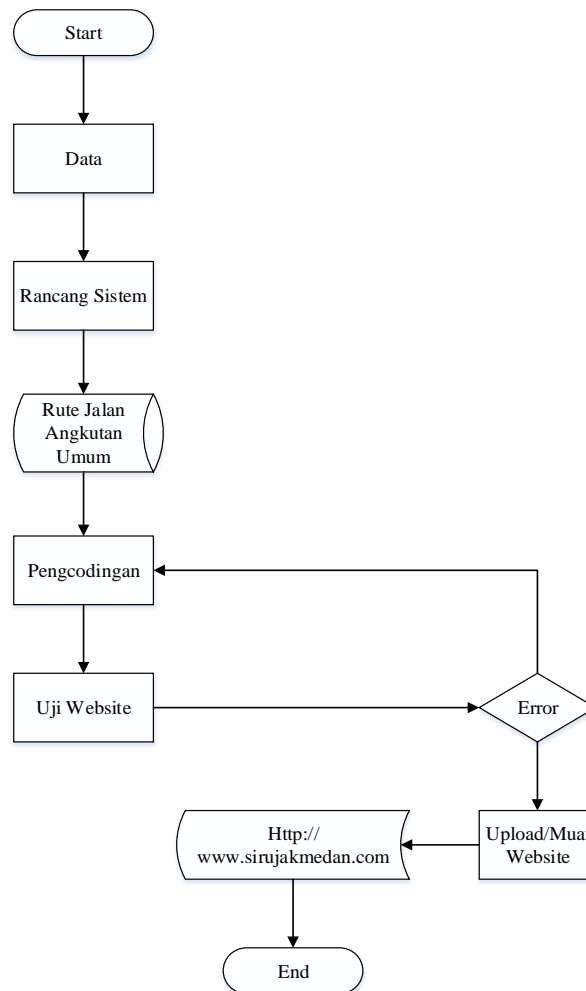 Start
Data
Rancang Sistem
Rute Jalan
Angkutan
Umum
Pengcodingan
Uji Website
Error
Upload/Muat
Website
Http://
www.sirujakmedan.com
End